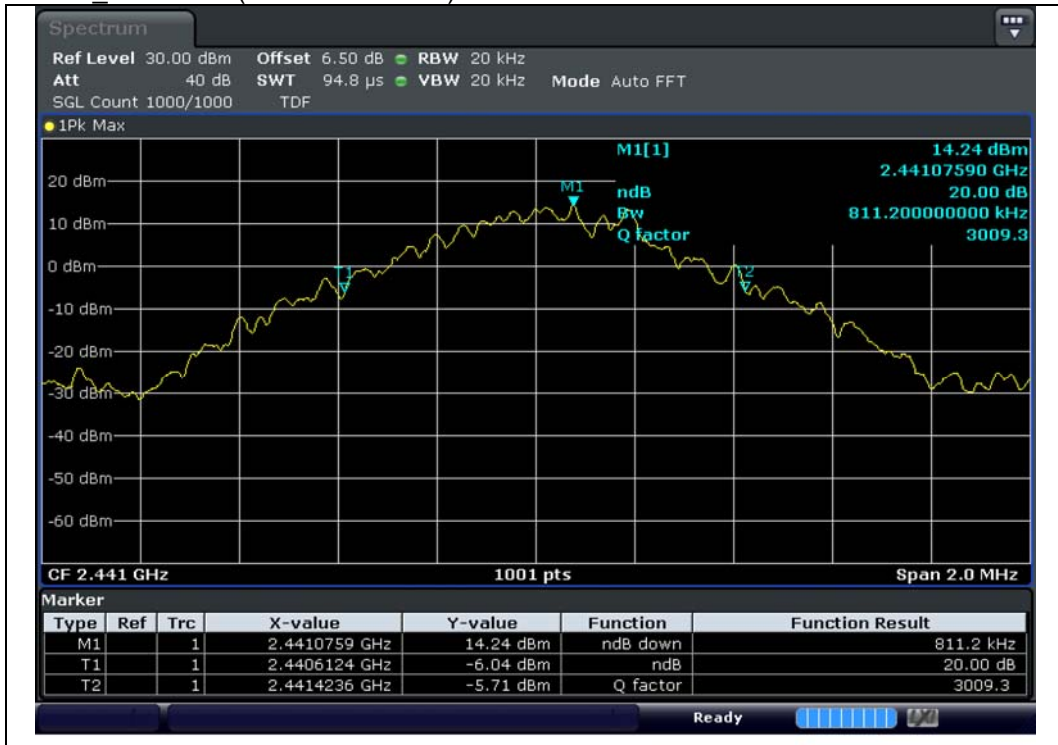 Spectrum
Ref Level 30.00 dBm Offset 6.50 dB RBW 20 kHz
Att 40 dB SWT 94.8 µs VBW 20 kHz Mode Auto FFT
SGL Count 1000/1000 TDF
1Pk Max
M1[1] 14.24 dBm
2.44107590 GHz
20 dBm
M1
ndB 20.00 dB
10 dBm
Bw 811.200000000 kHz
Q factor 3009.3
0 dBm
T1
T2
-10 dBm
-20 dBm
-30 dBm
-40 dBm
-50 dBm
-60 dBm
CF 2.441 GHz 1001 pts Span 2.0 MHz
Marker
Type Ref Trc X-value Y-value Function Function Result
M1 1 2.4410759 GHz 14.24 dBm ndB down 811.2 kHz
T1 1 2.4406124 GHz -6.04 dBm ndB 20.00 dB
T2 1 2.4414236 GHz -5.71 dBm Q factor 3009.3
Ready LXI